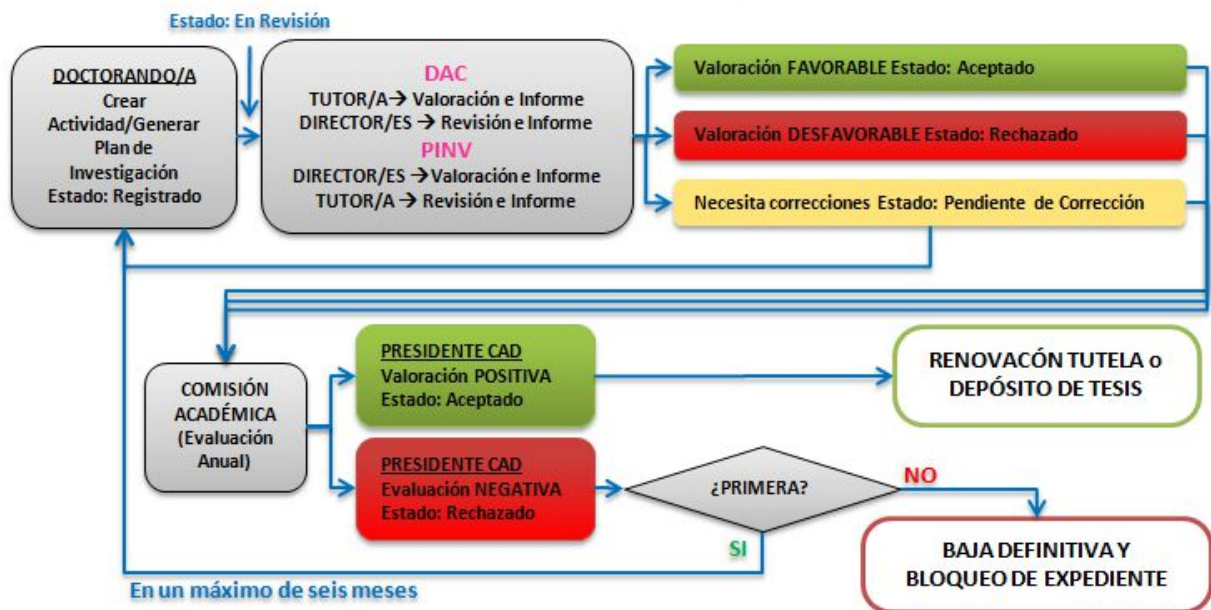 Estado: En Revisión
DOCTORANDO/A
Crear
Actividad/Generar
Plan de
Investigación
Estado: Registrado
DAC
TUTOR/A→ Valoración e Informe
DIRECTOR/ES → Revisión e Informe
PINV
DIRECTOR/ES →Valoración e Informe
TUTOR/A → Revisión e Informe
Valoración FAVORABLE Estado: Aceptado
Valoración DESFAVORABLE Estado: Rechazado
Necesita correcciones Estado: Pendiente de Corrección
COMISIÓN
ACADÉMICA
(Evaluación
Anual)
PRESIDENTE CAD
Valoración POSITIVA
Estado: Aceptado
RENOVACÓN TUTELA o
DEPÓSITO DE TESIS
PRESIDENTE CAD
Evaluación NEGATIVA
Estado: Rechazado
¿PRIMERA?
NO
SI
BAJA DEFINITIVA Y
BLOQUEO DE EXPEDIENTE
En un máximo de seis meses